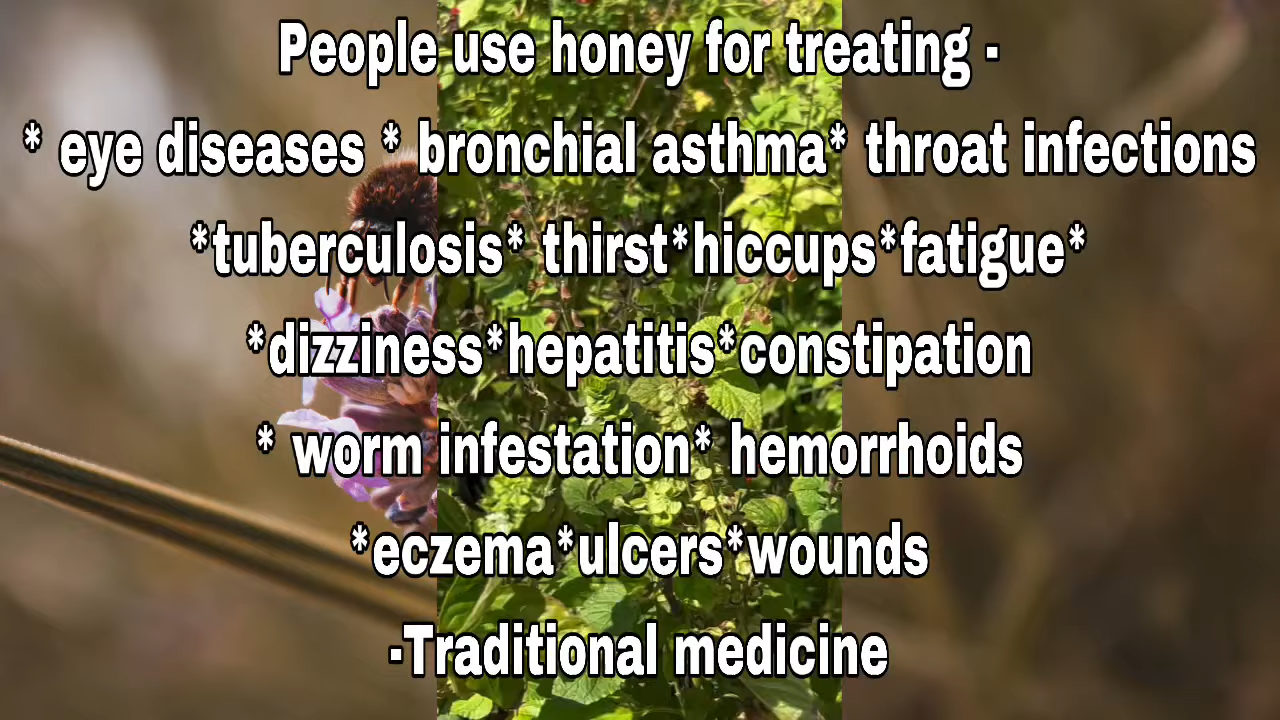 People use honey for treating -
* eye diseases * bronchial asthma* throat infections
*tuberculosis* thirst*hiccups*fatigue*
*dizziness*hepatitis*constipation
* worm infestation* hemorrhoids
*eczema*ulcers*wounds
-Traditional medicine